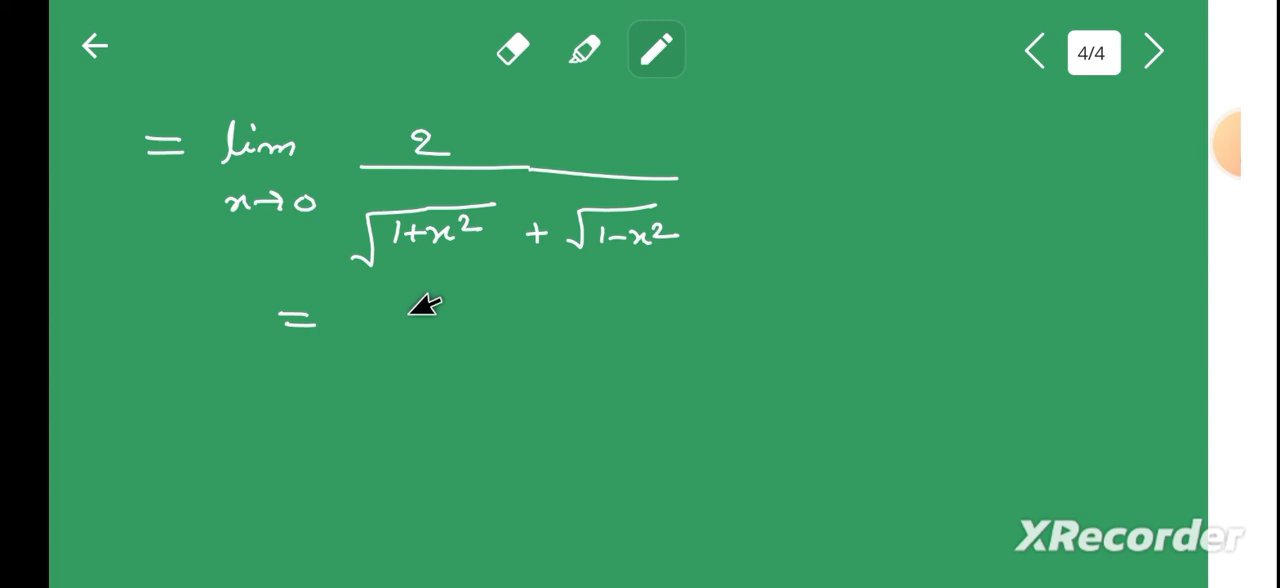 4/4
= lim 2
x→0 √1+x² + √1-x²
=
XRecorder